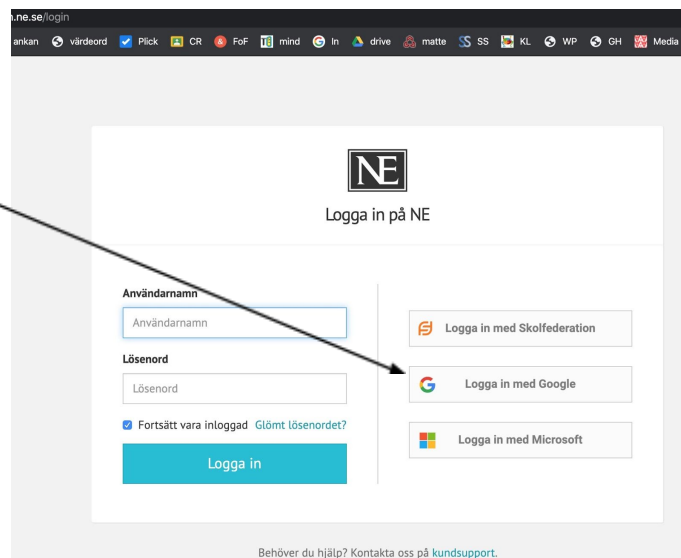 n.ne.se/login
ankan värdeord Plick CR FoF mind In drive matte SS SS KL WP GH Media
NE
Logga in på NE
Användarnamn
Användarnamn
Lösenord
Lösenord
Fortsätt vara inloggad Glömt lösenordet?
Logga in
Logga in med Skolfederation
Logga in med Google
Logga in med Microsoft
Behöver du hjälp? Kontakta oss på kundsupport.